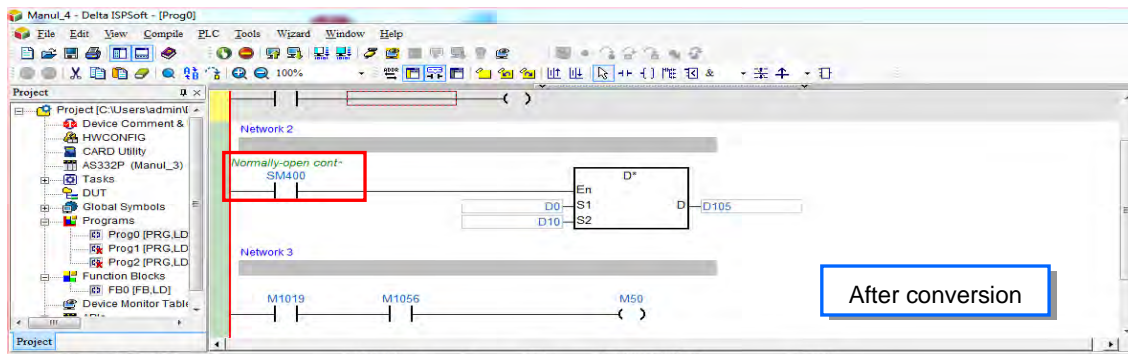 Manul_4 - Delta ISPSoft - [Prog0]
File Edit View Compile PLC Tools Wizard Window Help
100%
Project
Project [C:\Users\admin\
Device Comment &
HWCONFIG
CARD Utility
AS332P (Manul_3)
Tasks
DUT
Global Symbols
Programs
Prog0 [PRG,LD
Prog1 [PRG,LD
Prog2 [PRG,LD
Function Blocks
FB0 [FB,LD]
Device Monitor Table
Project
Network 2
Normally-open cont~
SM400
D*
En
D0 S1 D D105
D10 S2
Network 3
M1019 M1056 M50
After conversion